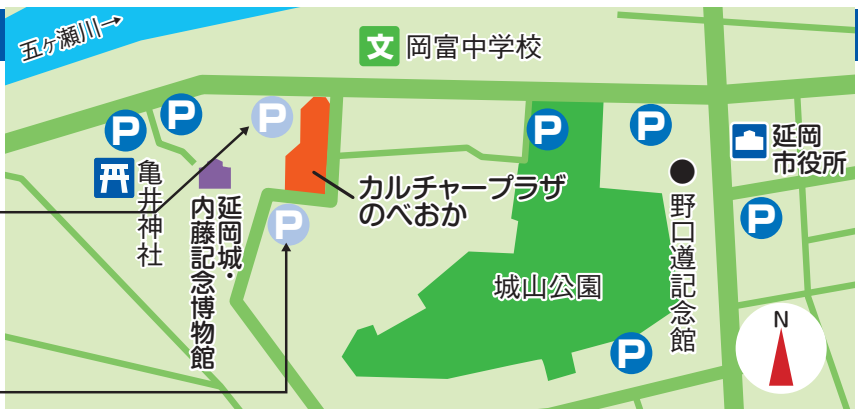 五ヶ瀬川→
文 岡富中学校
P
P
P
P
P
延岡
市役所
亀井神社
延岡城・
内藤記念博物館
カルチャープラザ
のべおか
P
P
野口遵記念館
城山公園
P
N